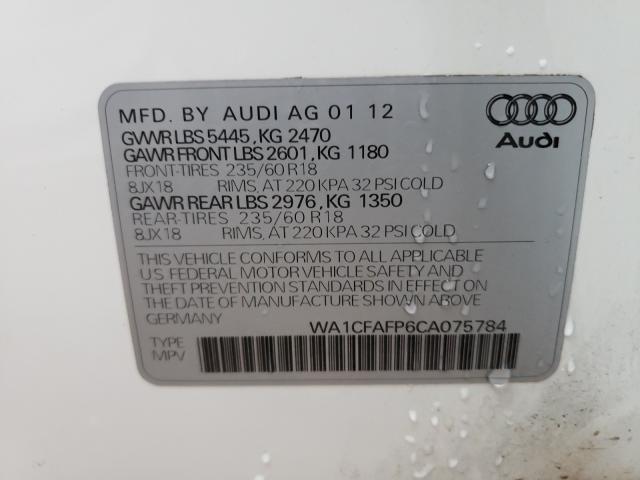 MFD. BY AUDI AG 01 12
GVWR LBS 5445, KG 2470
GAWR FRONT LBS 2601, KG 1180
FRONT-TIRES 235/60 R18
8JX18 RIMS, AT 220 KPA 32 PSI COLD
GAWR REAR LBS 2976, KG 1350
REAR-TIRES 235/60 R18
8JX18 RIMS, AT 220 KPA 32 PSI COLD
Audi
THIS VEHICLE CONFORMS TO ALL APPLICABLE
U.S FEDERAL MOTOR VEHICLE SAFETY AND
THEFT PREVENTION STANDARDS IN EFFECT ON
THE DATE OF MANUFACTURE SHOWN ABOVE
GERMANY WA1CFAFP6CA075784
TYPE
MPV